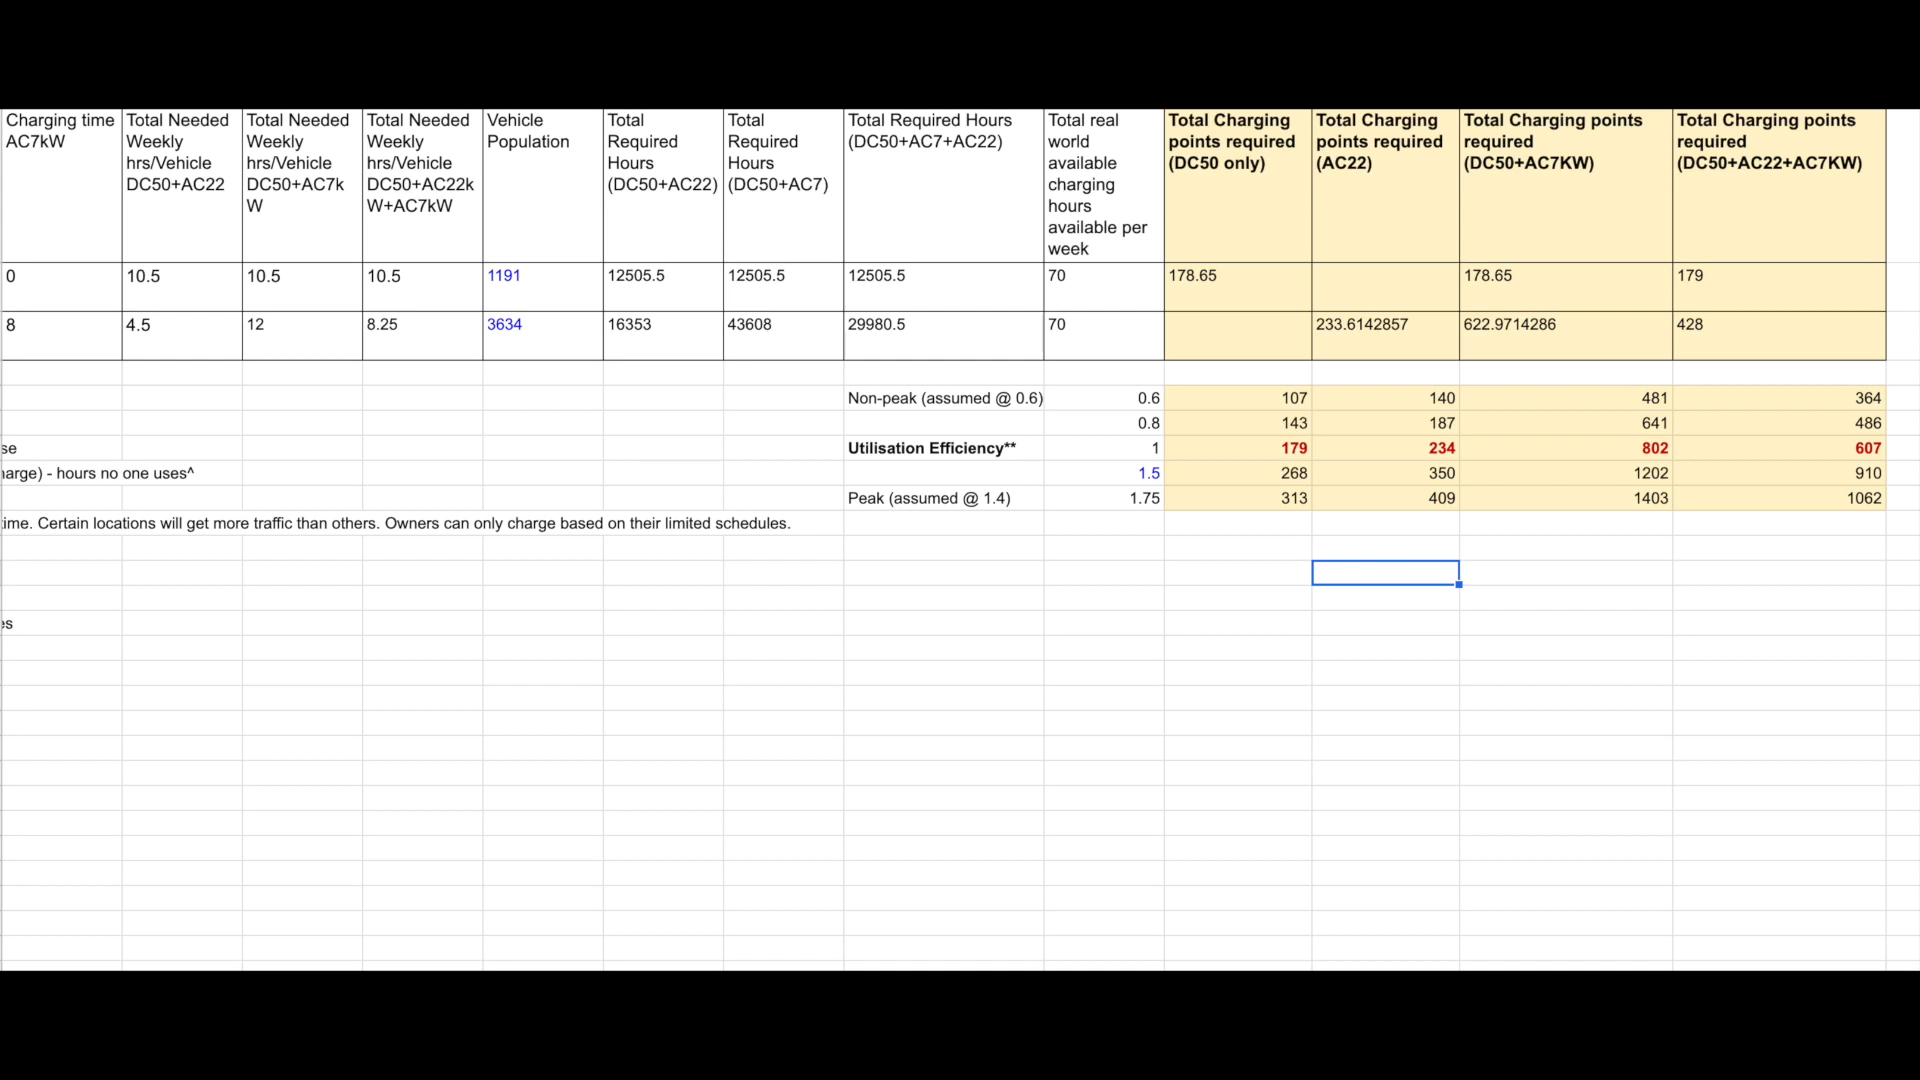 Charging time AC7kW | Total Needed Weekly hrs/Vehicle DC50+AC22 | Total Needed Weekly hrs/Vehicle DC50+AC7kW | Total Needed Weekly hrs/Vehicle DC50+AC22kW+AC7kW | Vehicle Population | Total Required Hours (DC50+AC22) | Total Required Hours (DC50+AC7) | Total Required Hours (DC50+AC7+AC22) | Total real world available charging hours available per week | Total Charging points required (DC50 only) | Total Charging points required (AC22) | Total Charging points required (DC50+AC7KW) | Total Charging points required (DC50+AC22+AC7KW)
0 | 10.5 | 10.5 | 10.5 | 1191 | 12505.5 | 12505.5 | 12505.5 | 70 | 178.65 | | 178.65 | 179
8 | 4.5 | 12 | 8.25 | 3634 | 16353 | 43608 | 29980.5 | 70 | | 233.6142857 | 622.9714286 | 428
Non-peak (assumed @ 0.6) | 0.6 | 107 | 140 | 481 | 364
0.8 | 143 | 187 | 641 | 486
se | Utilisation Efficiency** | 1 | 179 | 234 | 802 | 607
harge) - hours no one uses^ | 1.5 | 268 | 350 | 1202 | 910
Peak (assumed @ 1.4) | 1.75 | 313 | 409 | 1403 | 1062
ime. Certain locations will get more traffic than others. Owners can only charge based on their limited schedules.
es